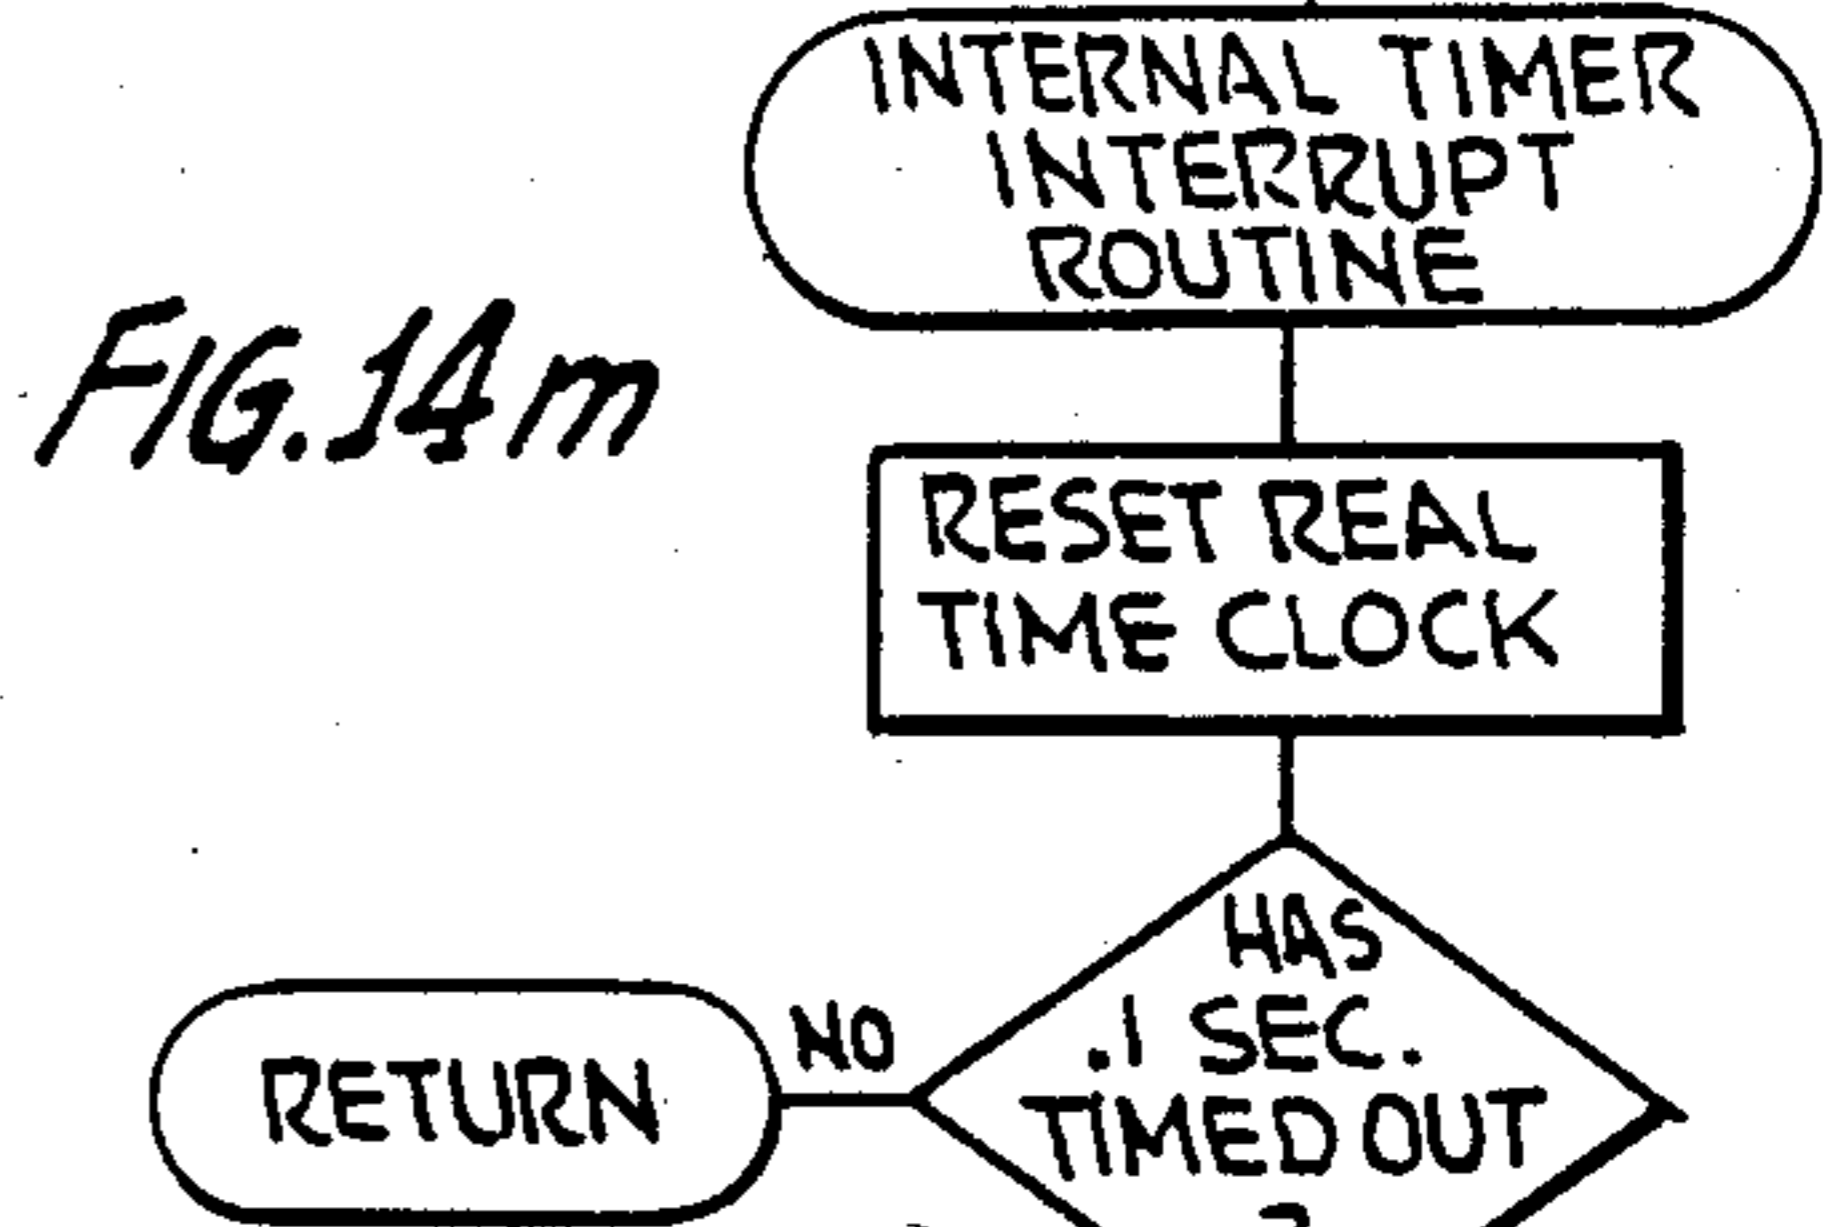 INTERNAL TIMER
INTERRUPT
ROUTINE
FIG. 14m
RESET REAL
TIME CLOCK
HAS
.1 SEC.
TIMED OUT
?
NO
RETURN